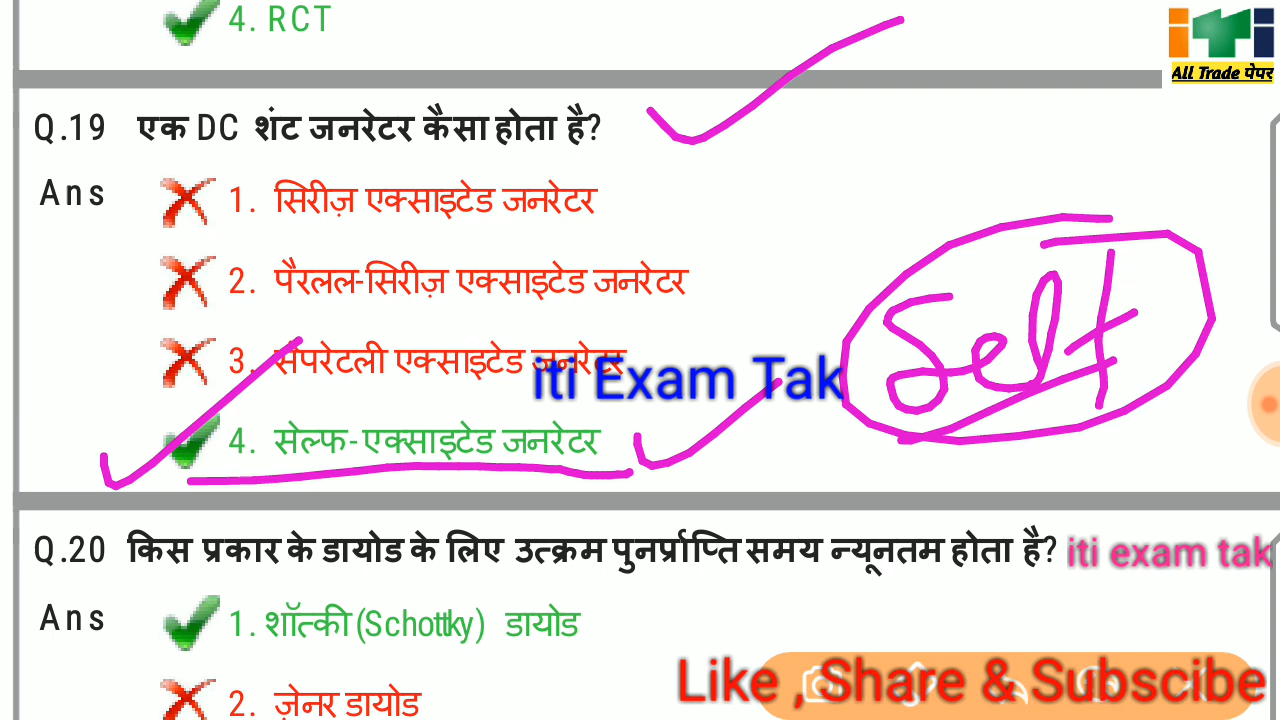 4. RCT
iTi
All Trade पेपर
Q.19 एक DC शंट जनरेटर कैसा होता है?
Ans 1. सिरीज़ एक्साइटेड जनरेटर
2. पैरलल-सिरीज़ एक्साइटेड जनरेटर
3. सेपरेटली एक्साइटेड जनरेटर
iti Exam Tak
Self
4. सेल्फ-एक्साइटेड जनरेटर
Q.20 किस प्रकार के डायोड के लिए उत्क्रम पुनर्प्राप्ति समय न्यूनतम होता है? iti exam tak
Ans 1. शॉत्की (Schottky) डायोड
2. ज़ेनर डायोड
Like , Share & Subscibe